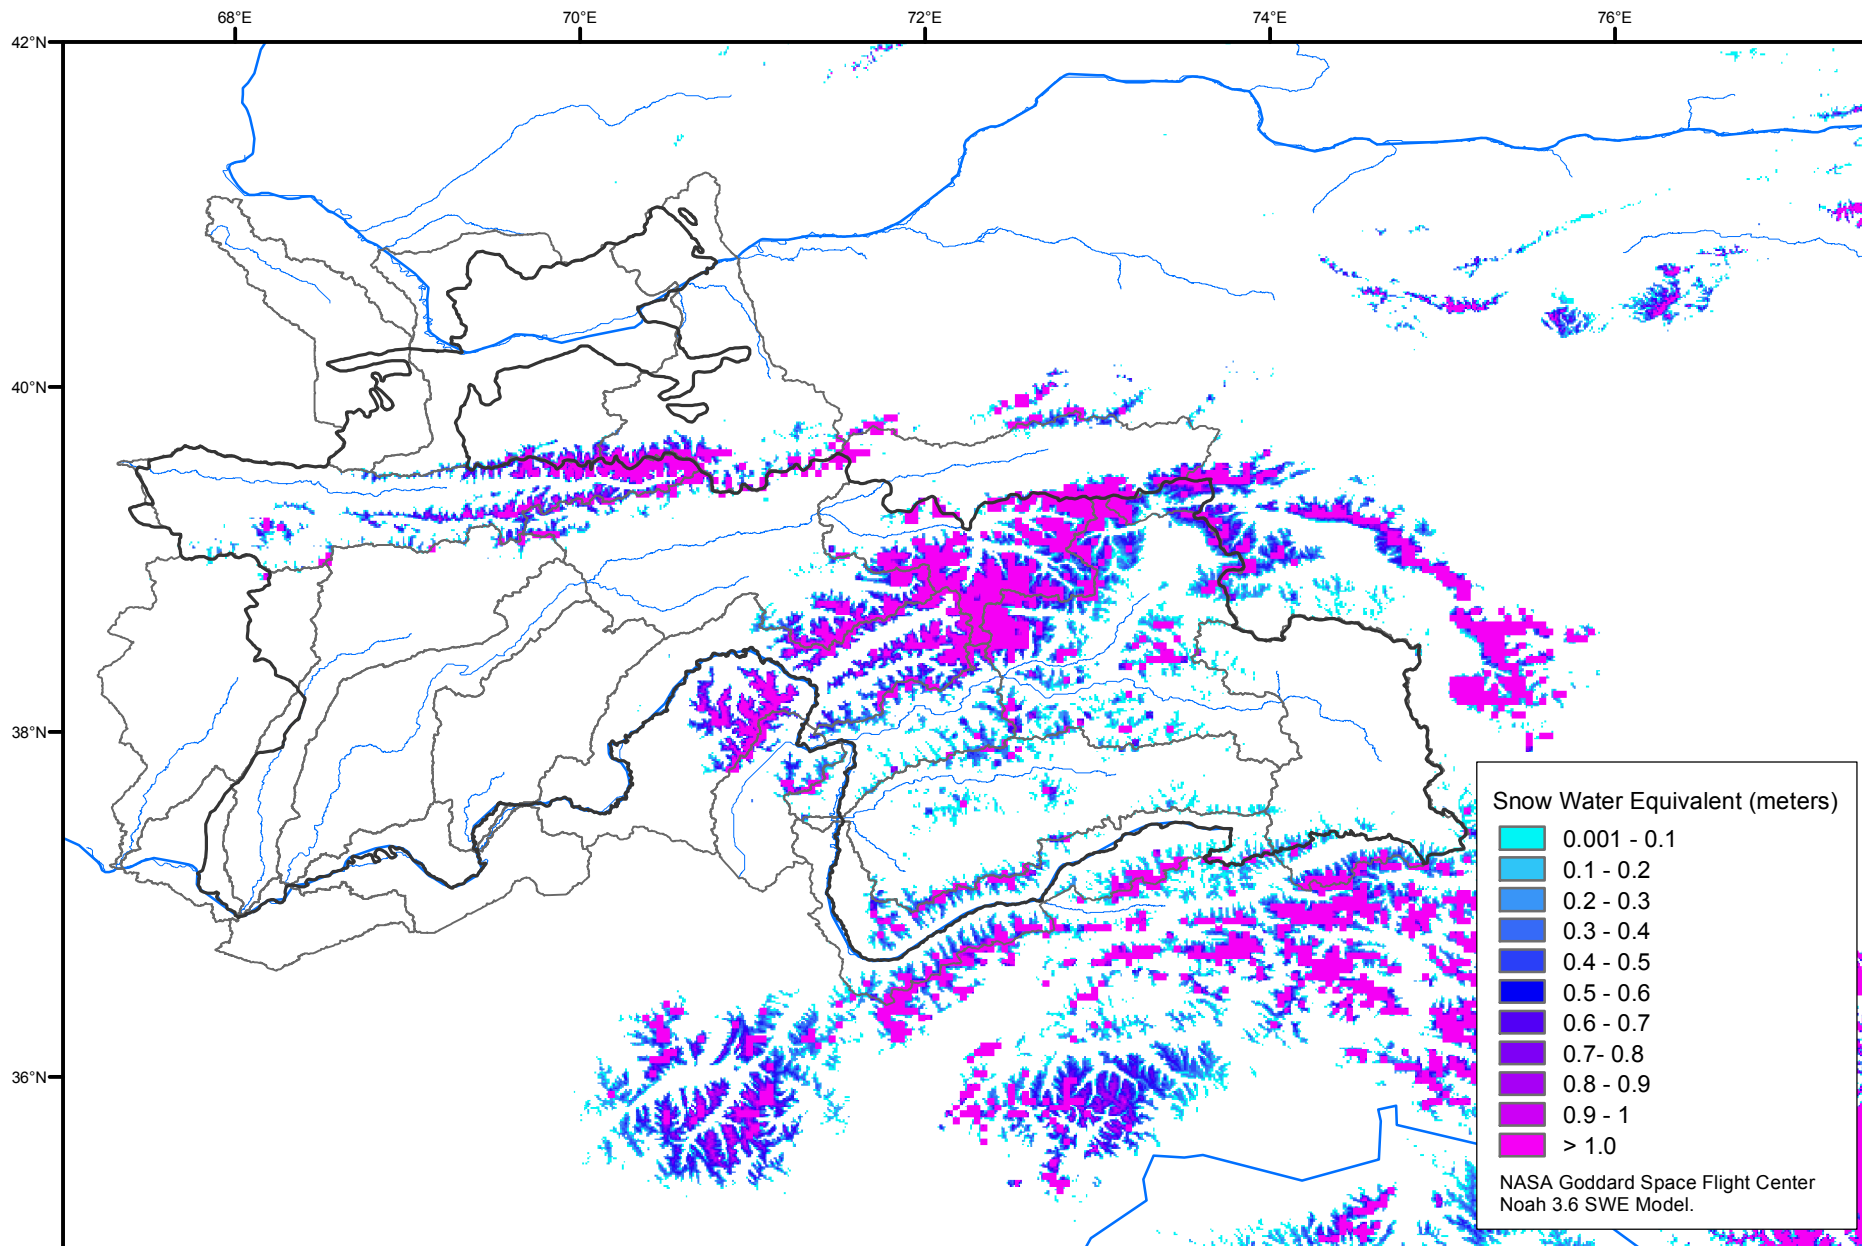 68°E
70°E
72°E
74°E
76°E
42°N
40°N
38°N
36°N
Snow Water Equivalent (meters)
0.001 - 0.1
0.1 - 0.2
0.2 - 0.3
0.3 - 0.4
0.4 - 0.5
0.5 - 0.6
0.6 - 0.7
0.7- 0.8
0.8 - 0.9
0.9 - 1
> 1.0
NASA Goddard Space Flight Center
Noah 3.6 SWE Model.